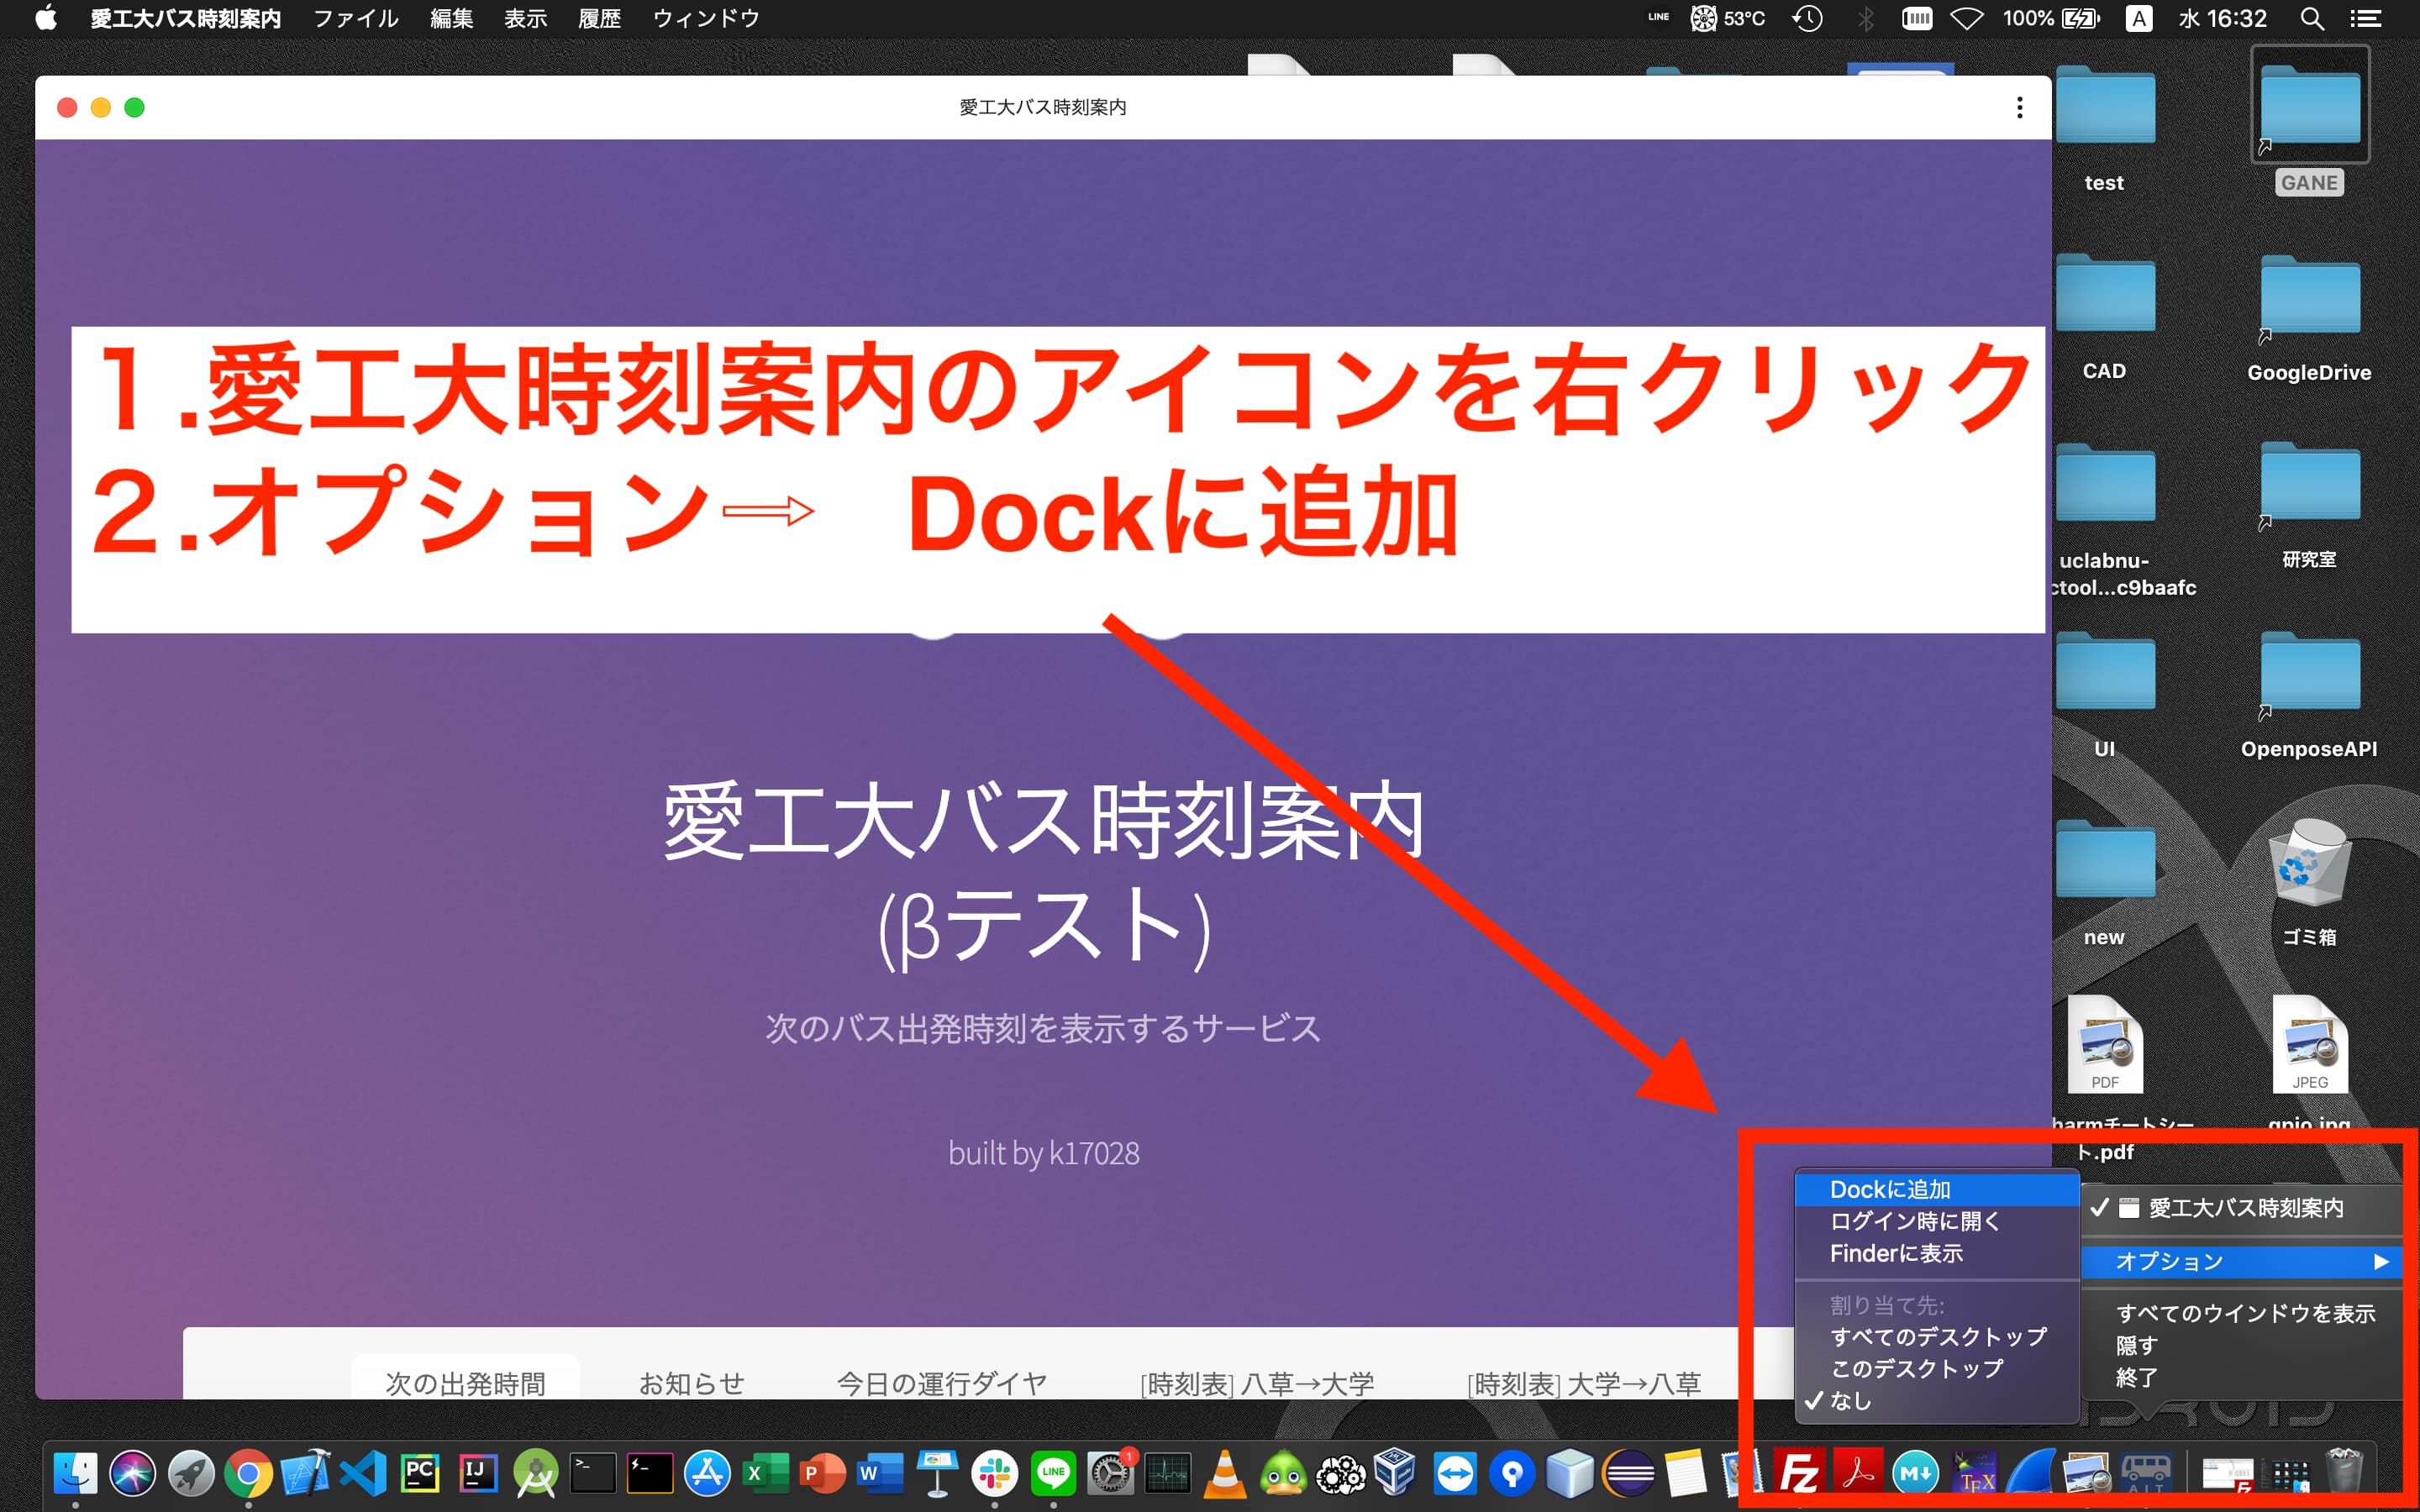 愛工大バス時刻案内 ファイル 編集 表示 履歴 ウィンドウ
LINE 53°C 100% A 水 16:32
愛工大バス時刻案内
1.愛工大時刻案内のアイコンを右クリック
2.オプション⇨ Dockに追加
愛工大バス時刻案内
(βテスト)
次のバス出発時刻を表示するサービス
built by k17028
次の出発時間 お知らせ 今日の運行ダイヤ [時刻表] 八草→大学 [時刻表] 大学→八草
test
GANE
CAD
GoogleDrive
uclabnu-
ctool...c9baafc
研究室
UI
OpenposeAPI
new
ゴミ箱
PDF
JPEG
harmチートシー
ト.pdf
gpio.jpg
Dockに追加
ログイン時に開く
Finderに表示
割り当て先:
すべてのデスクトップ
このデスクトップ
✓ なし
✓ 愛工大バス時刻案内
オプション ▶
すべてのウインドウを表示
隠す
終了
PC IJ X P W LINE 1 Fz M TEX AIT